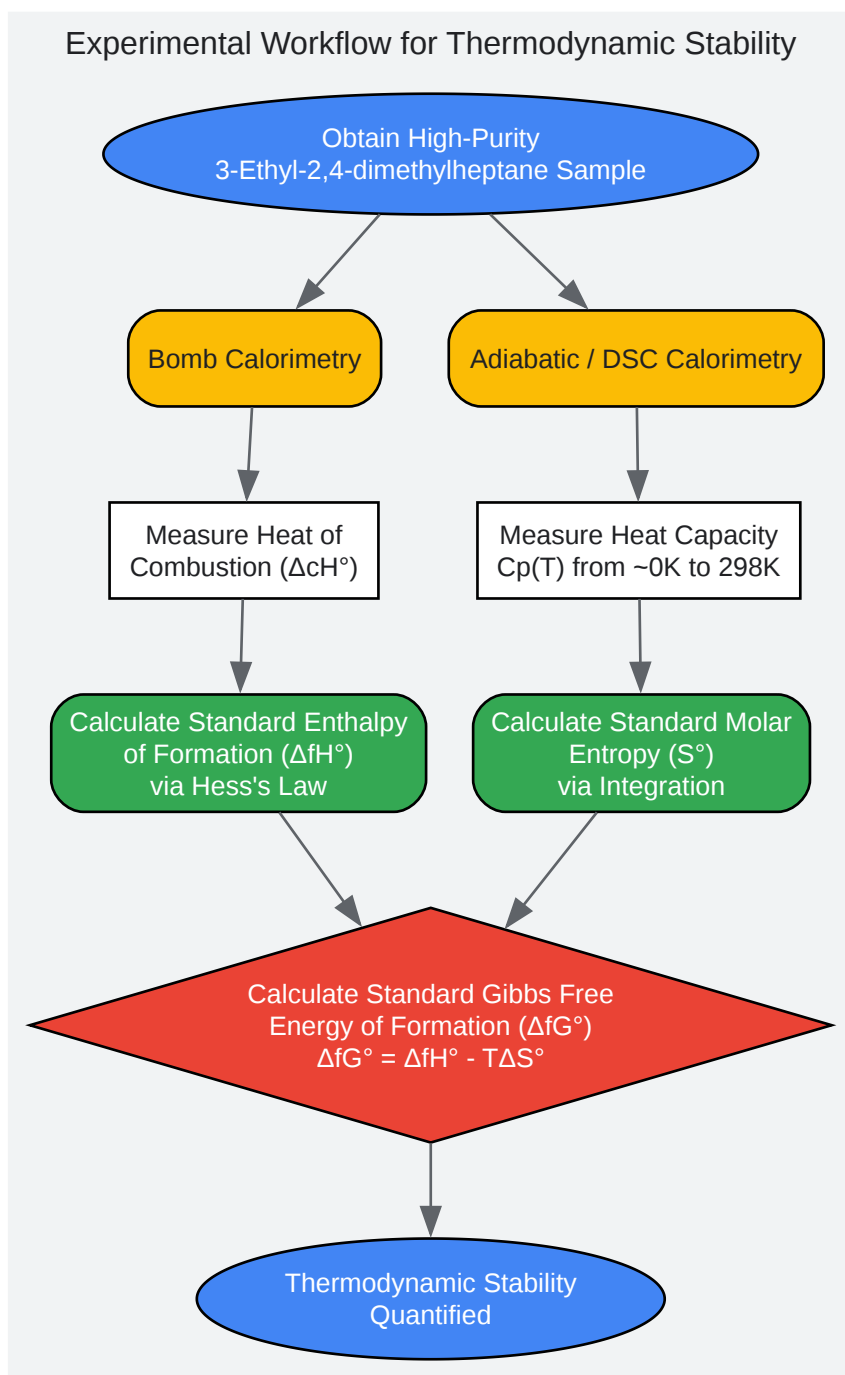 Experimental Workflow for Thermodynamic Stability
Obtain High-Purity
3-Ethyl-2,4-dimethylheptane Sample
Bomb Calorimetry
Adiabatic / DSC Calorimetry
Measure Heat of
Combustion (ΔcH°)
Measure Heat Capacity
Cp(T) from ~0K to 298K
Calculate Standard Enthalpy
of Formation (ΔfH°)
via Hess's Law
Calculate Standard Molar
Entropy (S°)
via Integration
Calculate Standard Gibbs Free
Energy of Formation (ΔfG°)
ΔfG° = ΔfH° - TΔS°
Thermodynamic Stability
Quantified